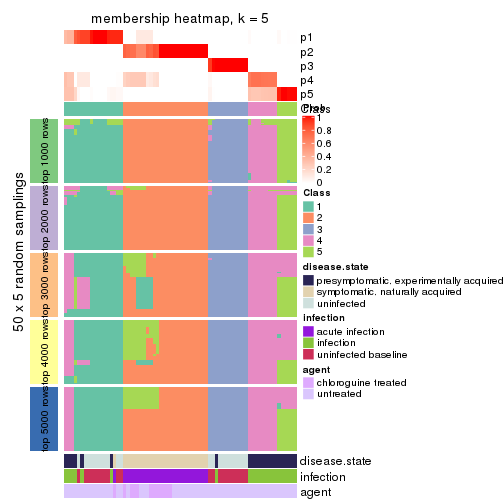 membership heatmap, k = 5
p1
p2
p3
p4
p5
Class
Prob
1
0.8
0.6
0.4
0.2
0
Class
1
2
3
4
5
disease.state
presymptomatic, experimentally acquired
symptomatic, naturally acquired
uninfected
infection
acute infection
infection
uninfected baseline
agent
chloroguine treated
untreated
50 x 5 random samplings
top 1000 rows
top 2000 rows
top 3000 rows
top 4000 rows
top 5000 rows
disease.state
infection
agent